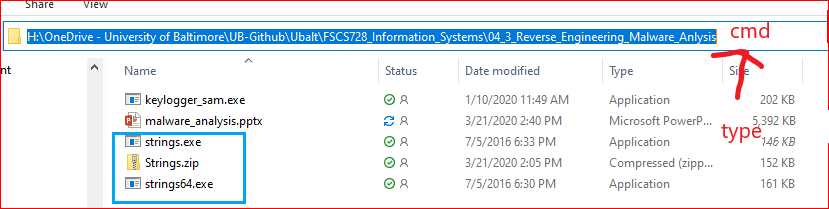 Share View
H:\OneDrive - University of Baltimore\UB-Github\Ubalt\FSCS728_Information_Systems\04_3_Reverse_Engineering_Malware_Anlysis
cmd
nt Name Status Date modified Type Size
keylogger_sam.exe 1/10/2020 11:49 AM Application 202 KB
malware_analysis.pptx 3/21/2020 2:40 PM Microsoft PowerP... 5,392 KB
type
strings.exe 7/5/2016 6:33 PM Application 146 KB
Strings.zip 3/21/2020 2:05 PM Compressed (zipp... 152 KB
strings64.exe 7/5/2016 6:30 PM Application 161 KB